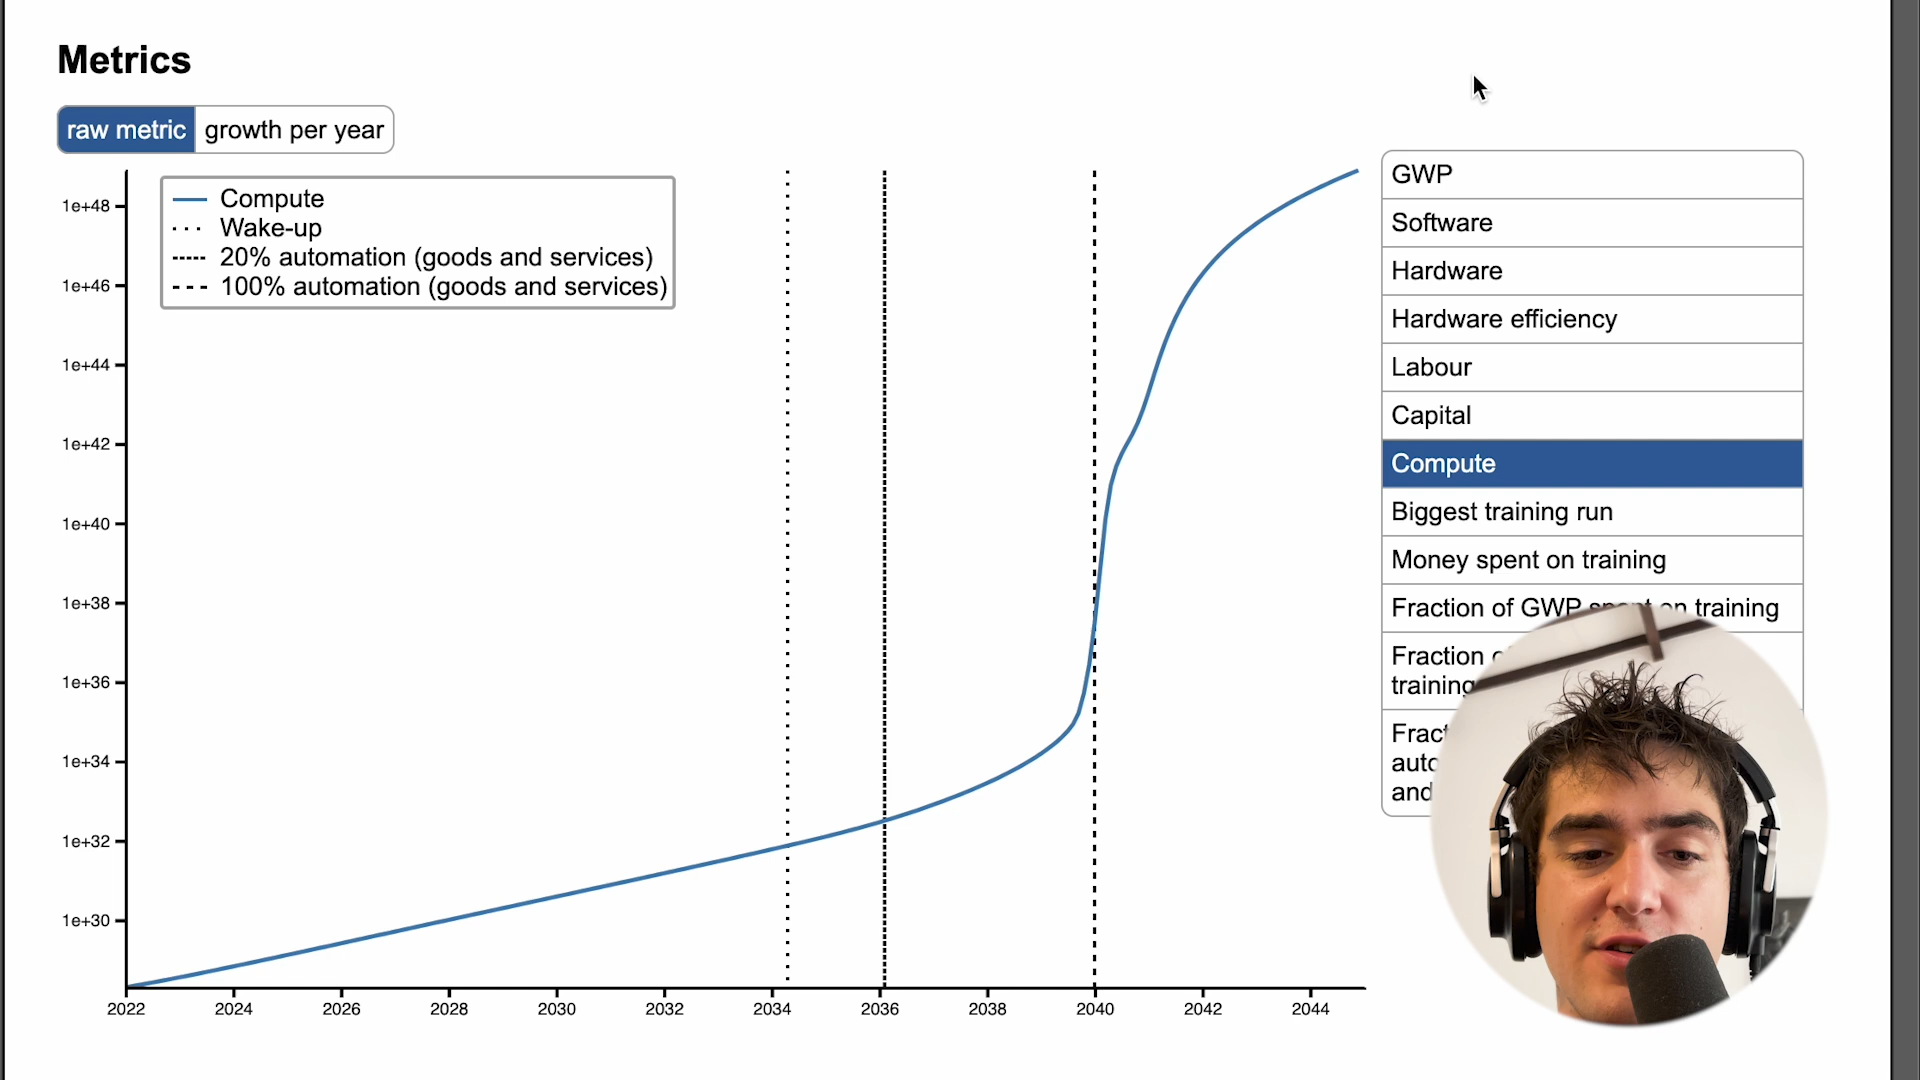 Metrics
raw metric growth per year
Compute
Wake-up
20% automation (goods and services)
100% automation (goods and services)
1e+48
1e+46
1e+44
1e+42
1e+40
1e+38
1e+36
1e+34
1e+32
1e+30
2022 2024 2026 2028 2030 2032 2034 2036 2038 2040 2042 2044
GWP
Software
Hardware
Hardware efficiency
Labour
Capital
Compute
Biggest training run
Money spent on training
Fraction of GWP spent on training
Fraction
training
and